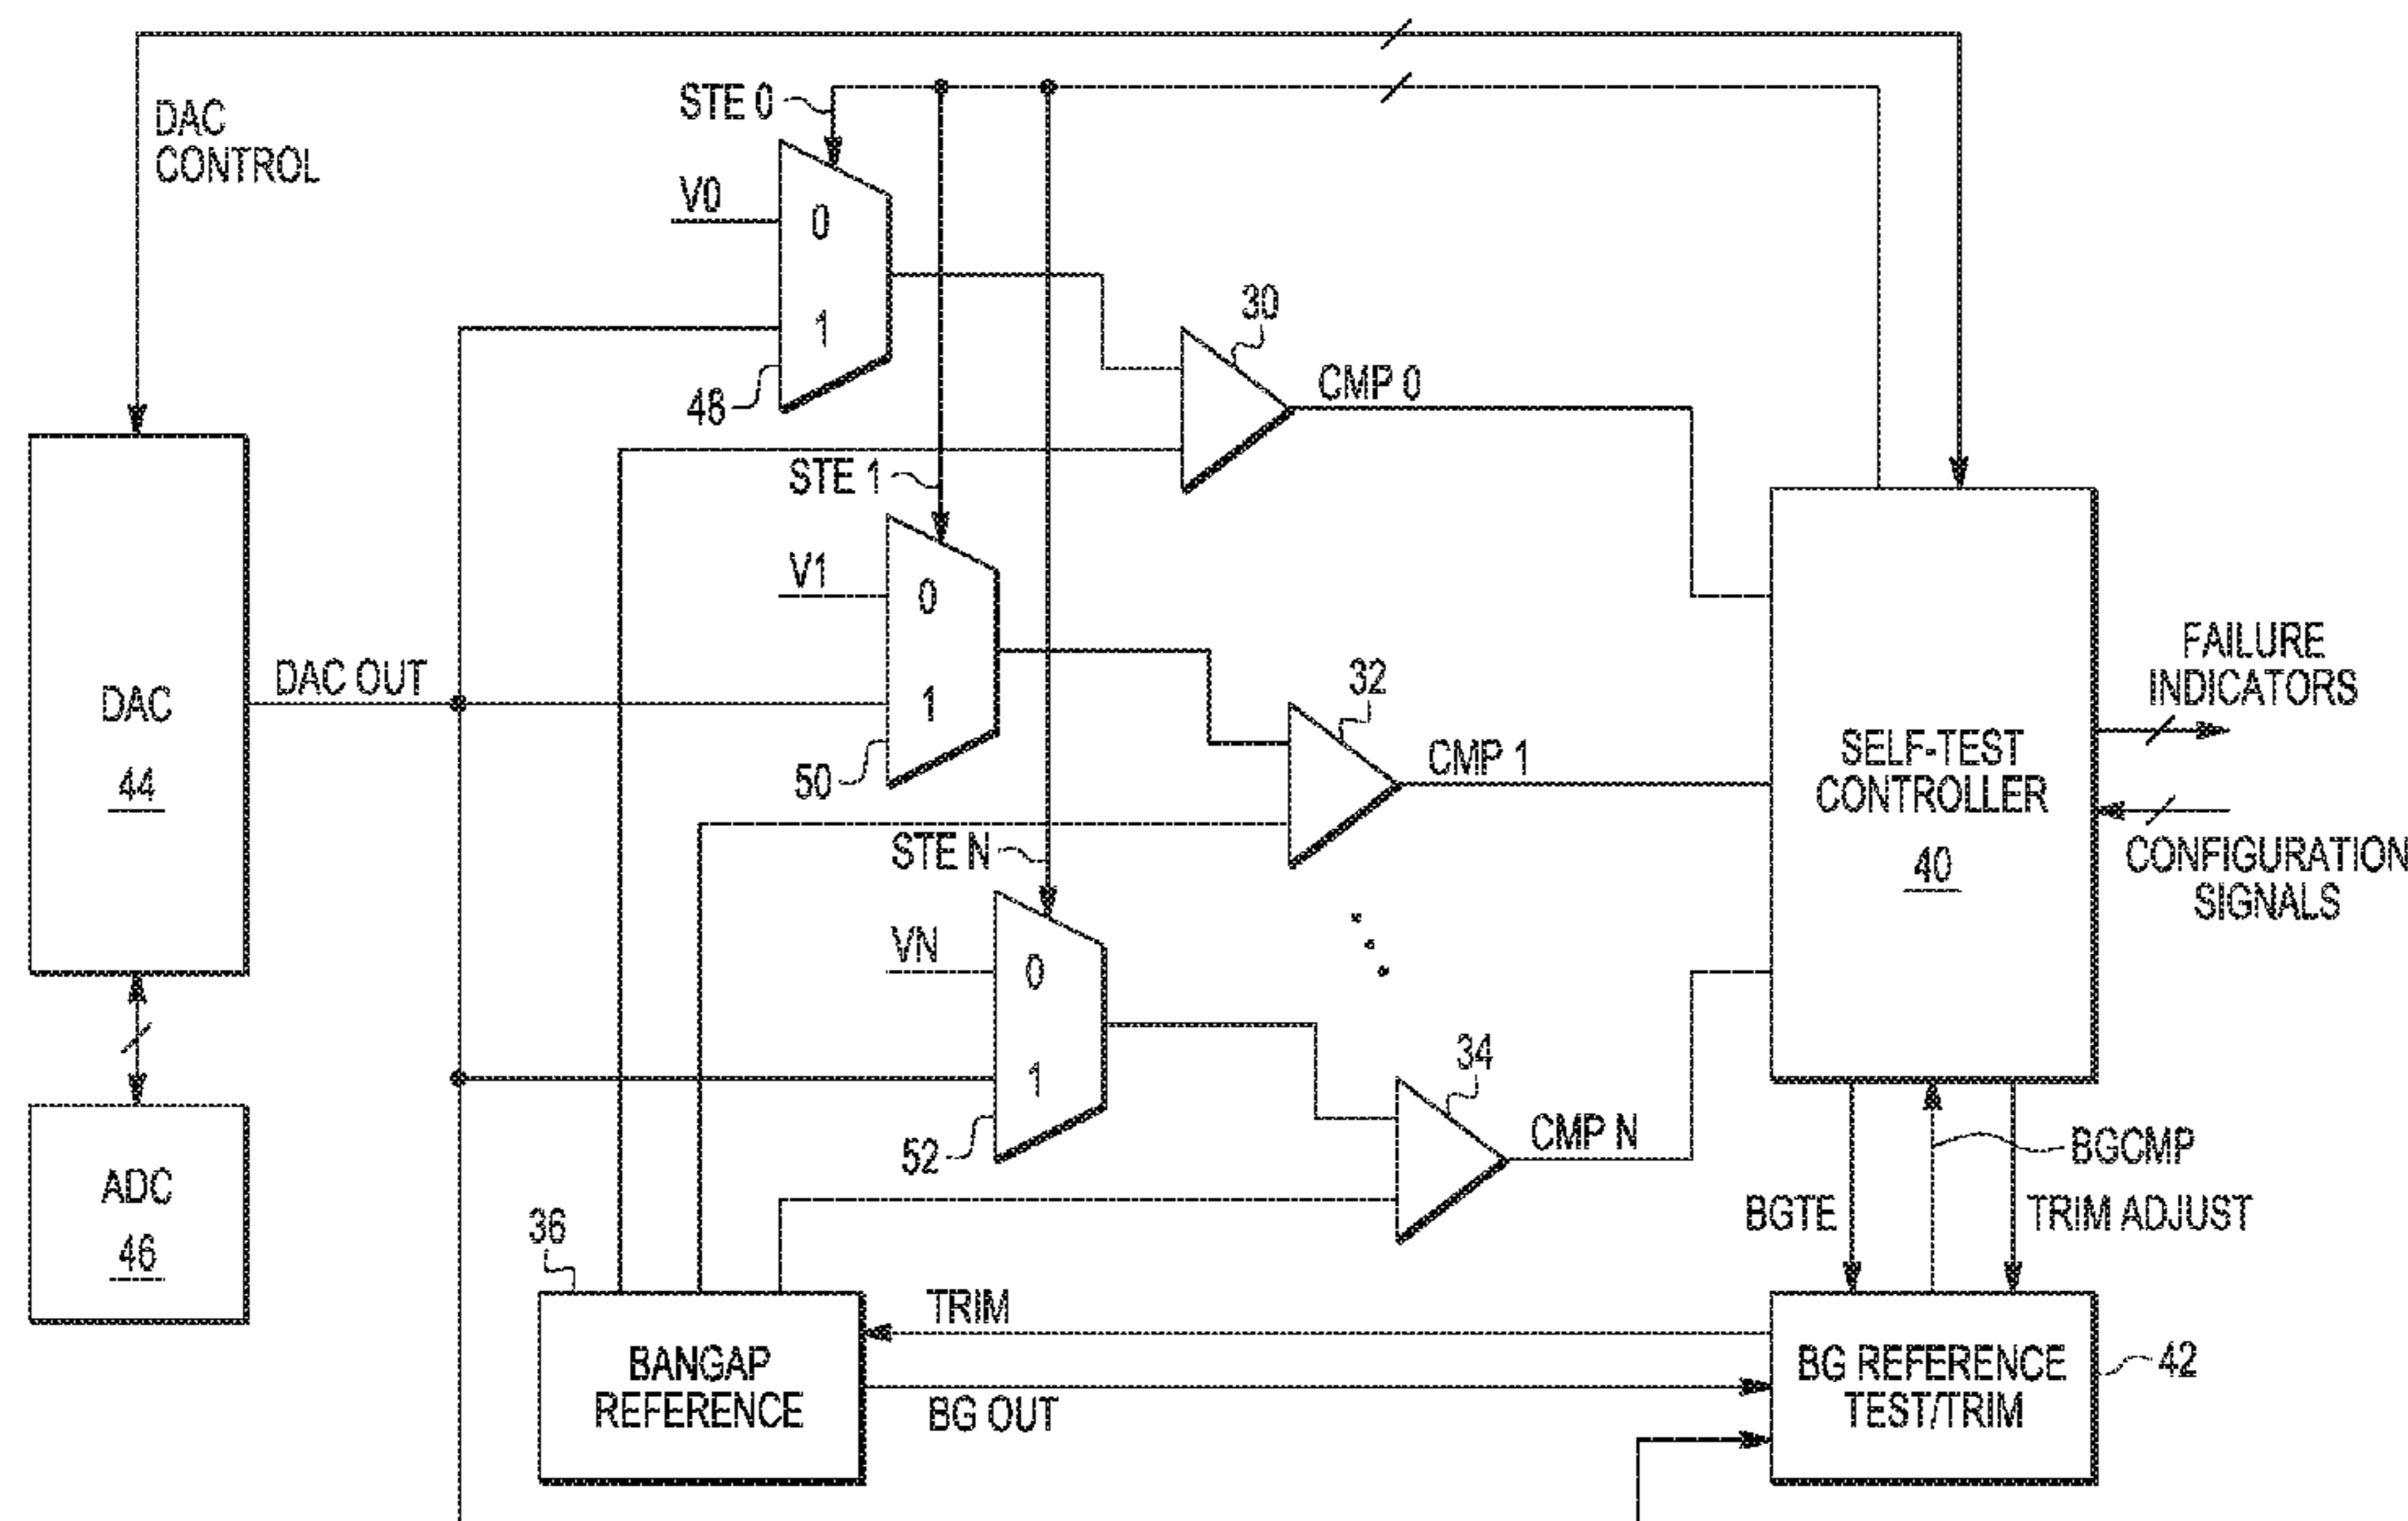 STE 0
DAC
CONTROL
V0
0
1
48
30
CMP 0
STE 1
V1
0
1
50
32
CMP 1
DAC OUT
DAC
44
STE N
VN
0
1
52
34
CMP N
SELF-TEST
CONTROLLER
40
FAILURE
INDICATORS
CONFIGURATION
SIGNALS
ADC
46
BGCMP
BGTE
TRIM ADJUST
36
BANGAP
REFERENCE
TRIM
BG OUT
BG REFERENCE
TEST/TRIM
42